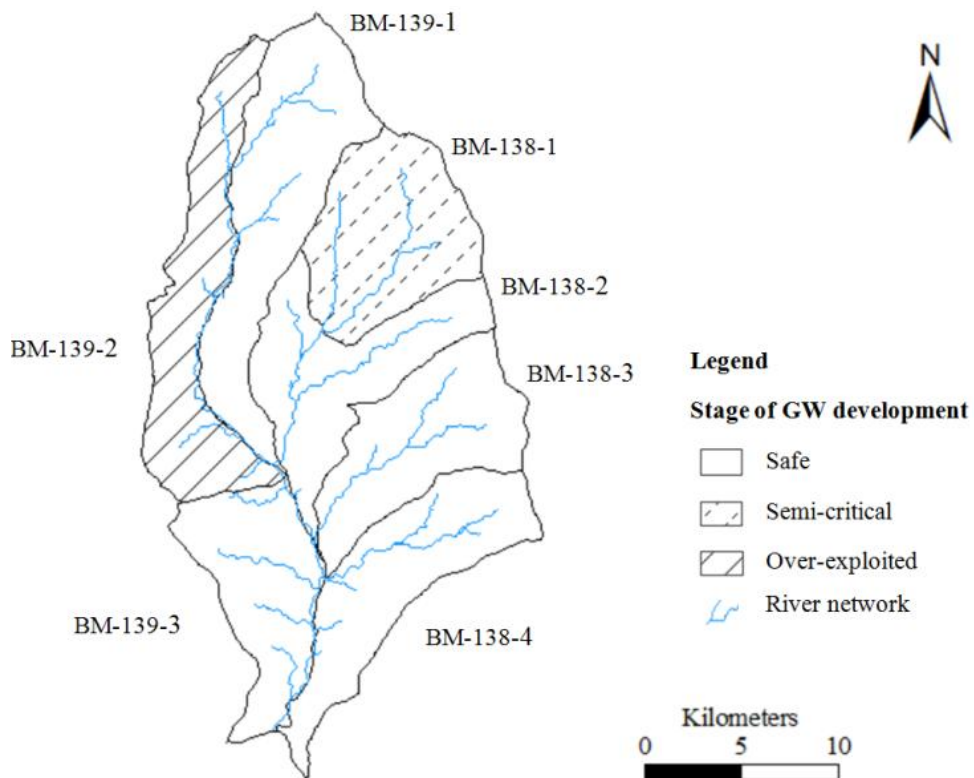 BM-139-1
N
BM-138-1
BM-138-2
BM-139-2
BM-138-3
Legend
Stage of GW development
Safe
Semi-critical
Over-exploited
River network
BM-139-3
BM-138-4
Kilometers
0 5 10